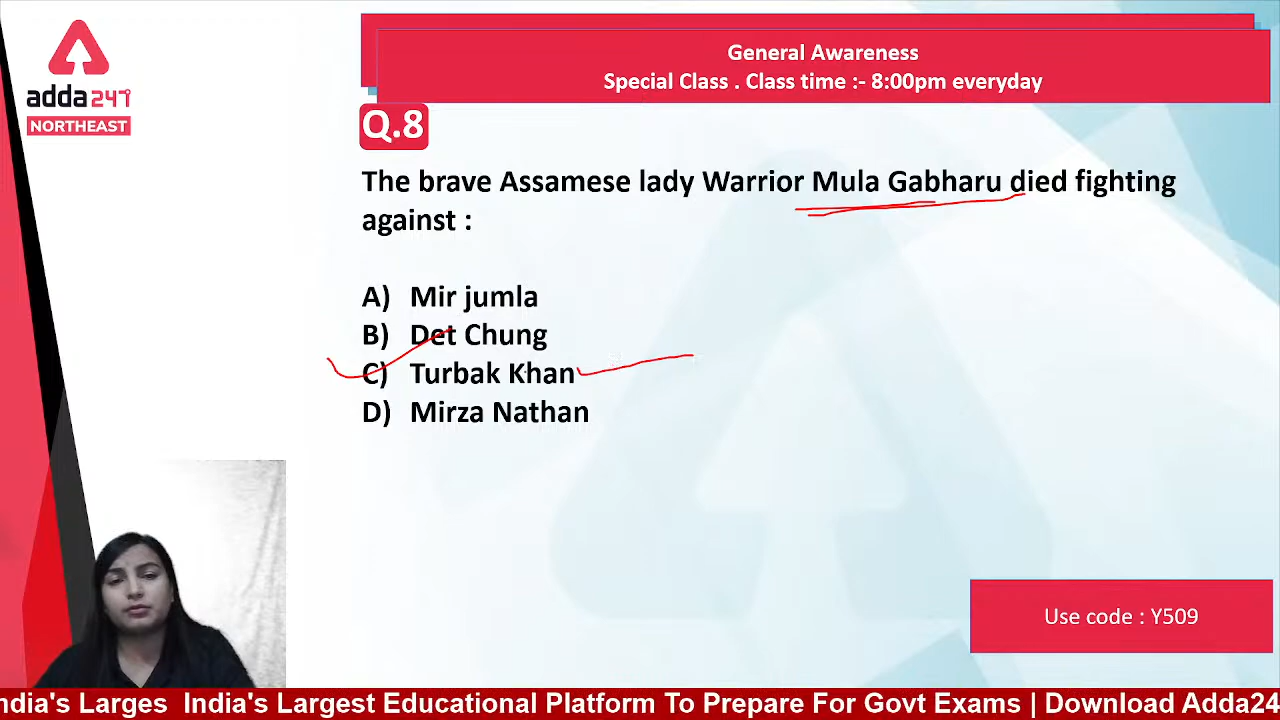 adda247
NORTHEAST
General Awareness
Special Class . Class time :- 8:00pm everyday
Q.8
The brave Assamese lady Warrior Mula Gabharu died fighting
against :
A) Mir jumla
B) Det Chung
C) Turbak Khan
D) Mirza Nathan
Use code : Y509
ndia's Larges India's Largest Educational Platform To Prepare For Govt Exams | Download Adda24